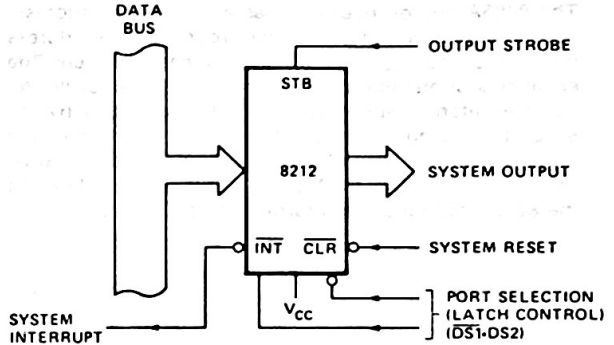 DATA
BUS
OUTPUT STROBE
STB
8212
SYSTEM OUTPUT
INT
CLR
SYSTEM RESET
VCC
PORT SELECTION
(LATCH CONTROL)
(DS1•DS2)
SYSTEM
INTERRUPT